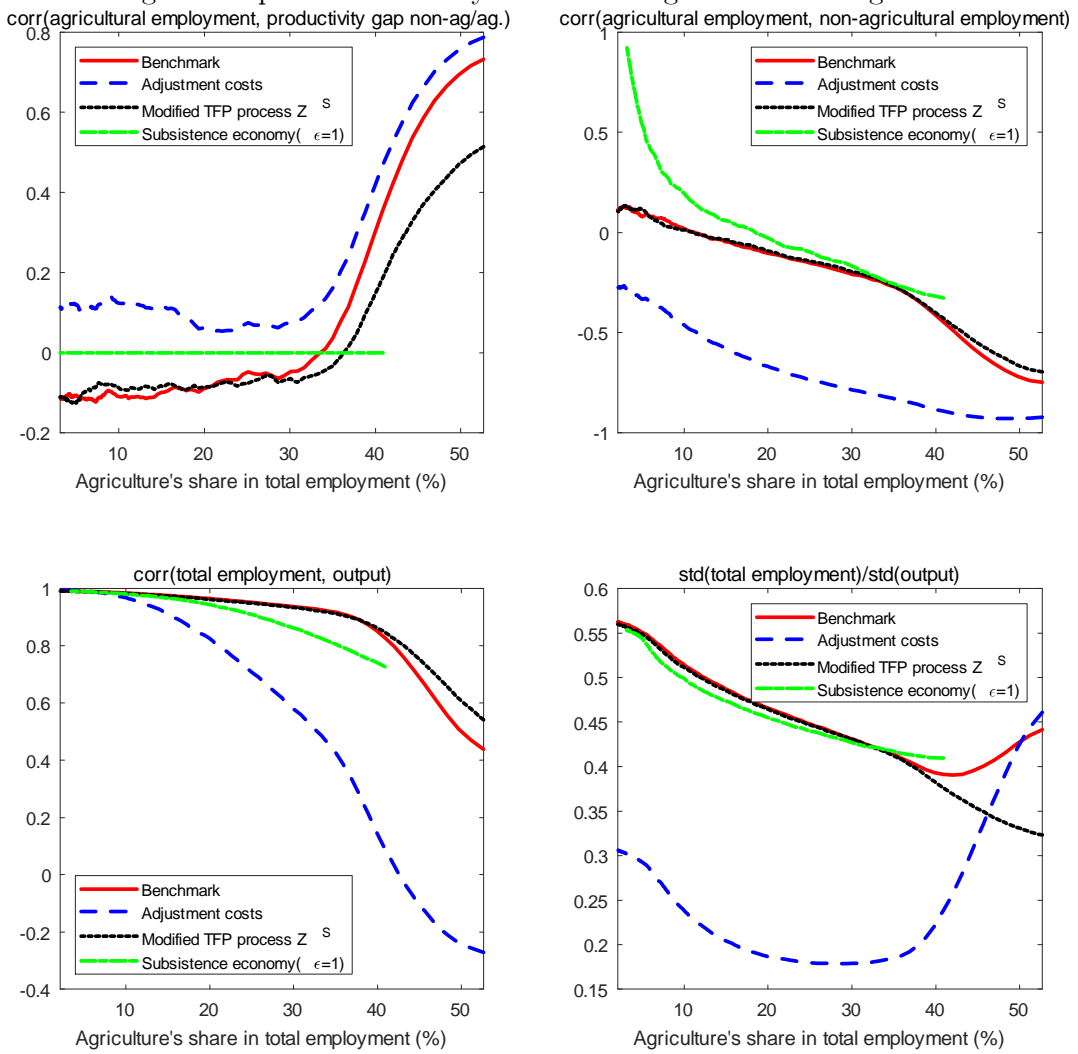 corr(agricultural employment, productivity gap non-ag/ag.)
0.8
0.6
0.4
0.2
0
-0.2
10
20
30
40
50
Benchmark
Adjustment costs
Modified TFP process Z S
Subsistence economy( ϵ=1)
Agriculture's share in total employment (%)
corr(agricultural employment, non-agricultural employment)
1
0.5
0
-0.5
-1
10
20
30
40
50
Benchmark
Adjustment costs
Modified TFP process Z S
Subsistence economy( ϵ=1)
Agriculture's share in total employment (%)
corr(total employment, output)
1
0.8
0.6
0.4
0.2
0
-0.2
-0.4
10
20
30
40
50
Benchmark
Adjustment costs
Modified TFP process Z S
Subsistence economy( ϵ=1)
Agriculture's share in total employment (%)
std(total employment)/std(output)
0.6
0.55
0.5
0.45
0.4
0.35
0.3
0.25
0.2
0.15
10
20
30
40
50
Benchmark
Adjustment costs
Modified TFP process Z S
Subsistence economy( ϵ=1)
Agriculture's share in total employment (%)